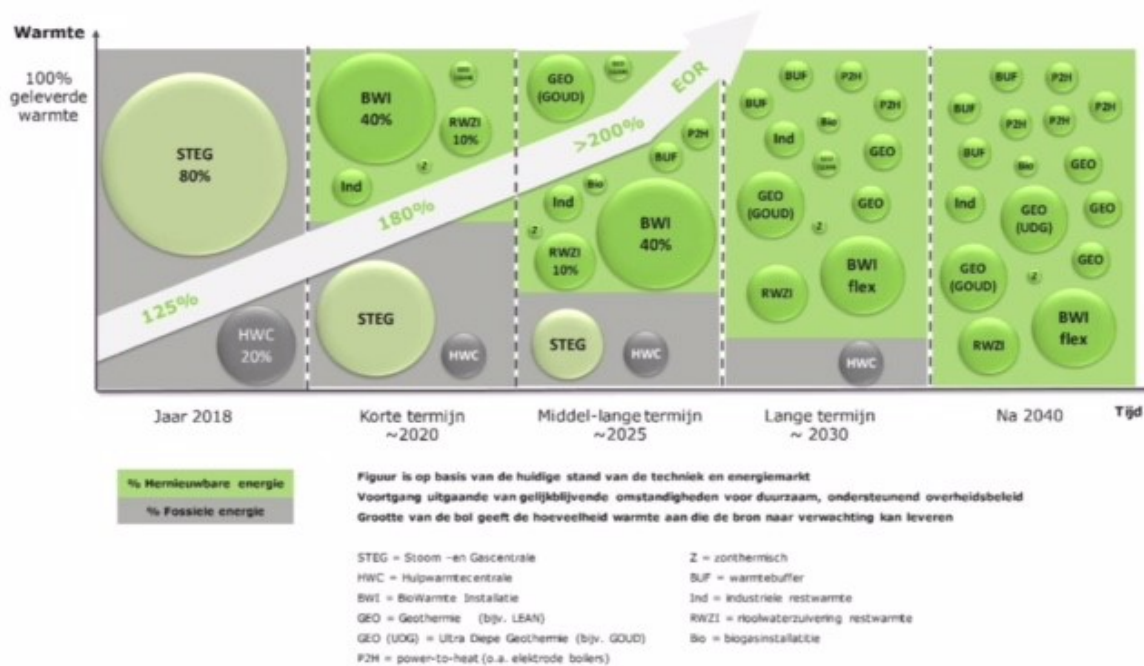 Warmte
100%
geleverde
warmte
STEG
80%
HWC
20%
125%
180%
>200%
EOR
BWI
40%
RWZI
10%
Z
Ind
STEG
HWC
GEO
(GOUD)
P2H
BUF
Bio
Ind
Z
BWI
40%
RWZI
10%
STEG
HWC
BUF
P2H
BUF
P2H
Bio
Ind
GEO
GEO
(GOUD)
GEO
Z
BWI
flex
RWZI
HWC
BUF
P2H
BUF
P2H
P2H
P2H
BUF
Bio
GEO
Ind
GEO
(UDG)
GEO
GEO
GEO
(GOUD)
Z
BWI
flex
RWZI
Jaar 2018
Korte termijn
~2020
Middel-lange termijn
~2025
Lange termijn
~ 2030
Na 2040
Tijd
% Hernieuwbare energie
% Fossiele energie
Figuur is op basis van de huidige stand van de techniek en energiemarkt
Voortgang uitgaande van gelijkblijvende omstandigheden voor duurzaam, ondersteunend overheidsbeleid
Grootte van de bol geeft de hoeveelheid warmte aan die de bron naar verwachting kan leveren
STEG = Stoom -en Gascentrale
HWC = Hulpwarmtecentrale
BWI = BioWarmte Installatie
GEO = Geothermie (bijv. LEAN)
GEO (UDG) = Ultra Diepe Geothermie (bijv. GOUD)
P2H = power-to-heat (o.a. elektrode boilers)
Z = zonthermisch
BUF = warmtebuffer
Ind = industriele restwarmte
RWZI = rioolwaterzuivering restwarmte
Bio = biogasinstallatitie